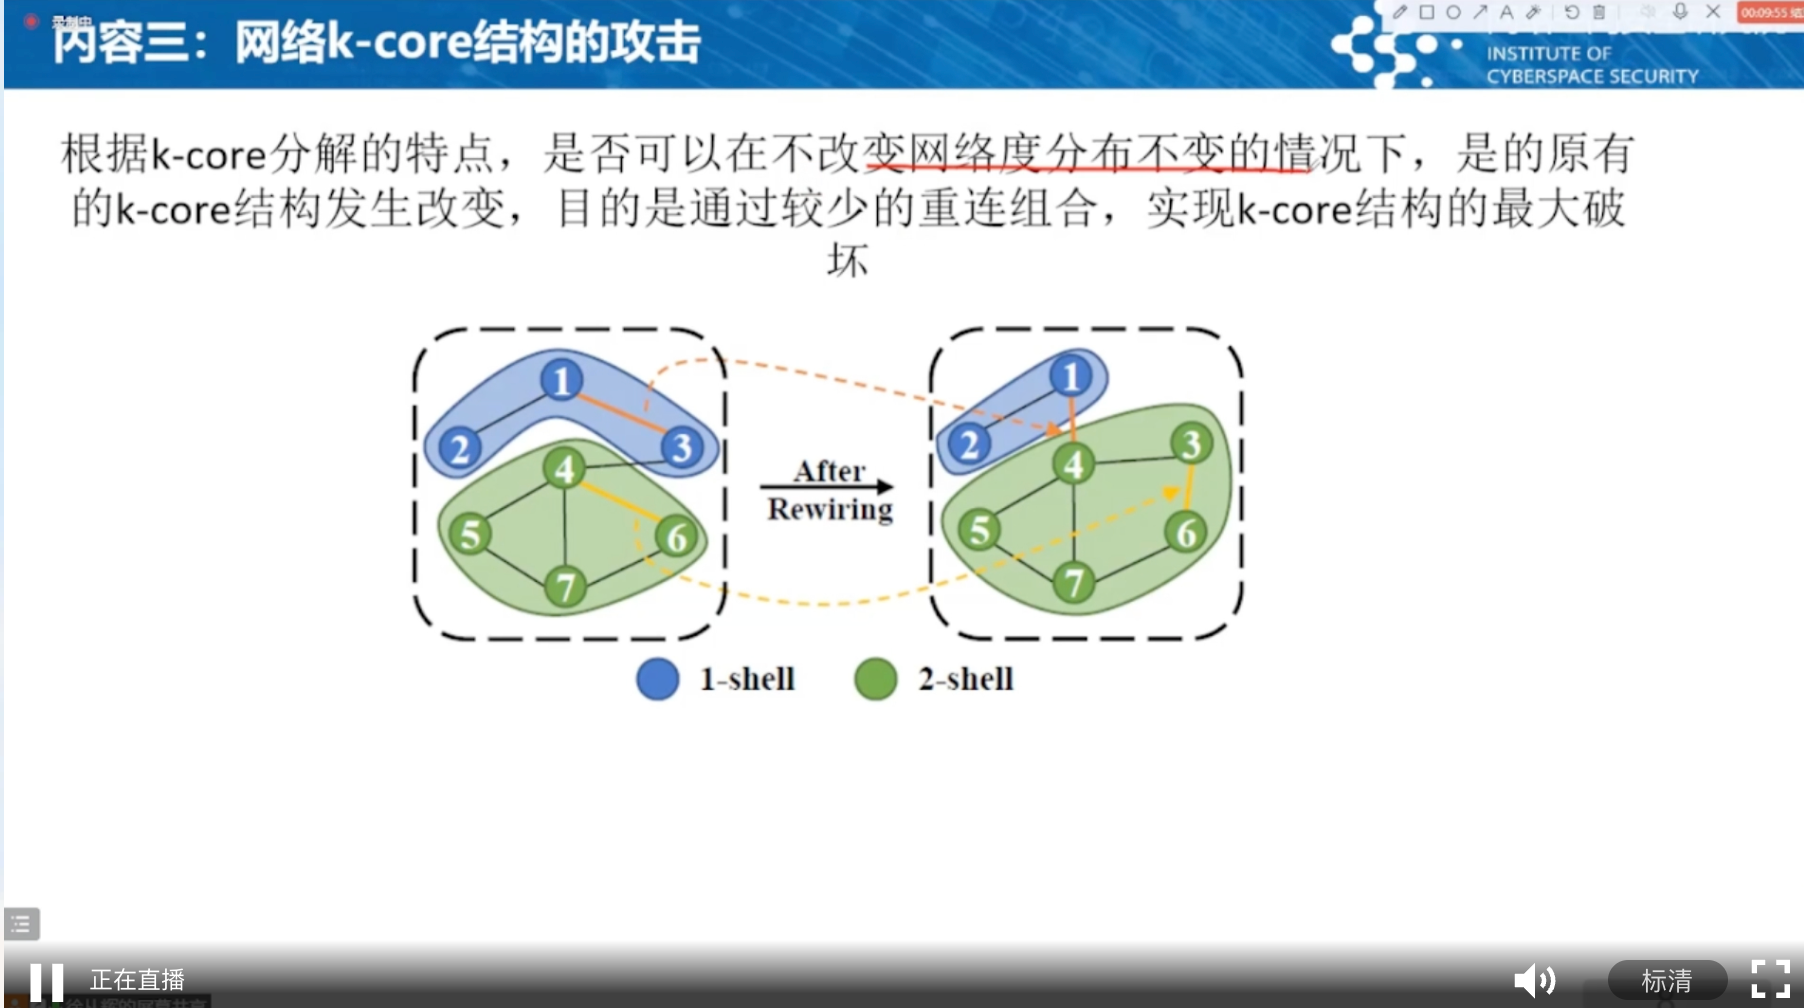 录制中
内容三：网络k-core结构的攻击
00:09:55
INSTITUTE OF
CYBERSPACE SECURITY
根据k-core分解的特点，是否可以在不改变网络度分布不变的情况下，是的原有
的k-core结构发生改变，目的是通过较少的重连组合，实现k-core结构的最大破
坏
1
2
3
4
5
6
7
After
Rewiring
1
2
3
4
5
6
7
1-shell
2-shell
正在直播
标清